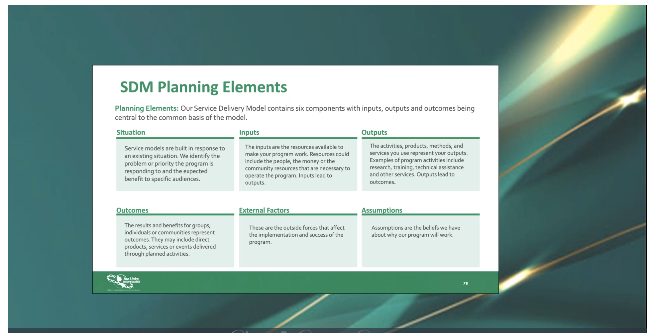 SDM Planning Elements
Planning Elements: Our Service Delivery Model contains six components with inputs, outputs and outcomes being
central to the common basis of the model.
Situation
Service models are built in response to
an existing situation. We identify the
problem or priority the program is
responding to and the expected
benefit to specific audiences.
Inputs
The inputs are the resources available to
make your program work. Resources could
include the people, the money or the
community resources that are necessary to
operate the program. Inputs lead to
outputs.
Outputs
The activities, products, methods, and
services you use represent your outputs.
Examples of program activities include
research, training, technical assistance
and other services. Outputs lead to
outcomes.
Outcomes
The results and benefits for groups,
individuals or communities represent
outcomes. They may include direct
products, services or events delivered
through planned activities.
External Factors
These are the outside forces that affect
the implementation and success of the
program.
Assumptions
Assumptions are the beliefs we have
about why our program will work